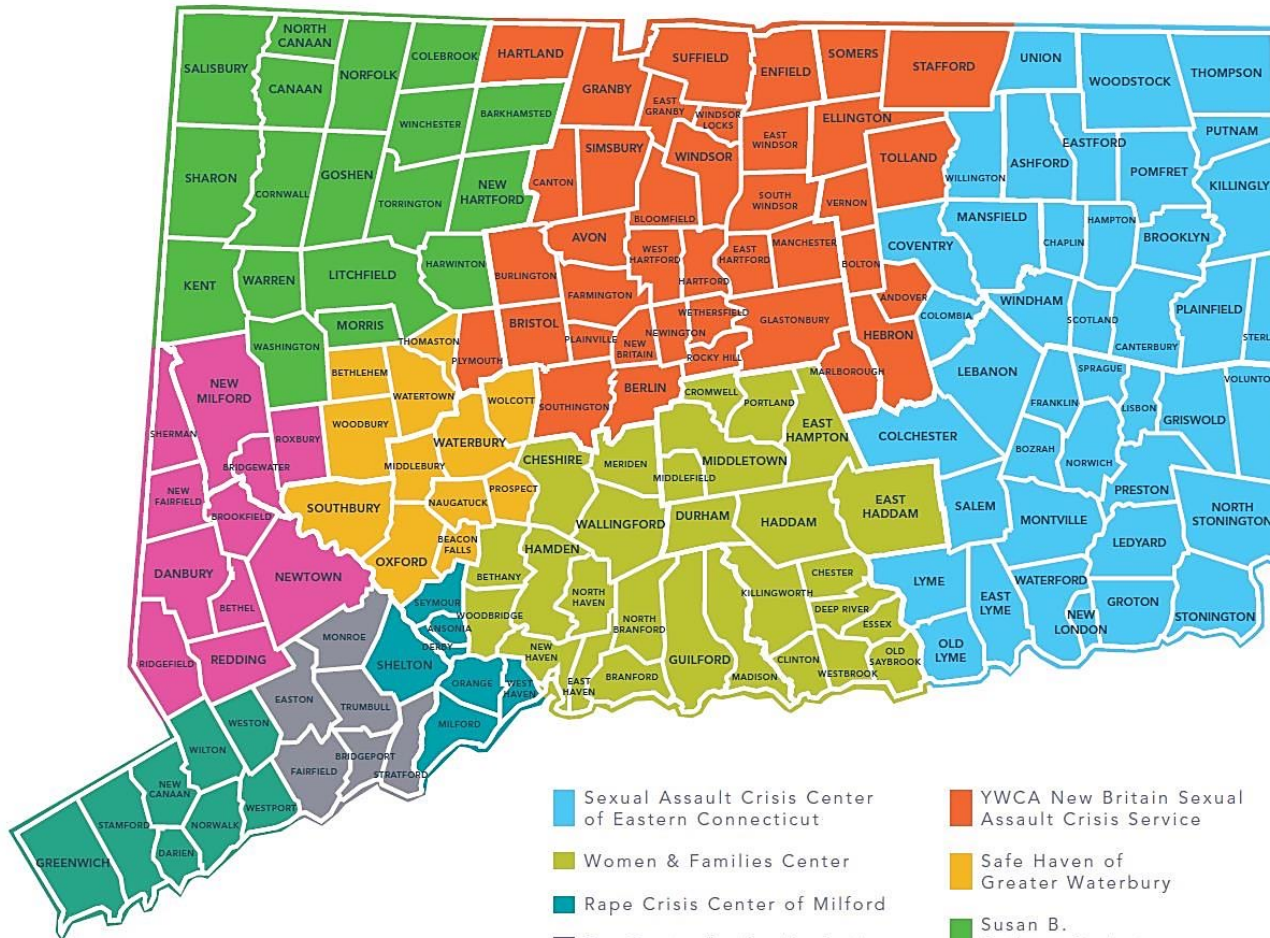 NORTH
CANAAN
COLEBROOK
HARTLAND
SUFFIELD
SOMERS
STAFFORD
UNION
WOODSTOCK
THOMPSON
SALISBURY
CANAAN
NORFOLK
GRANBY
ENFIELD
BARKHAMSTED
WINCHESTER
EAST
GRANBY
WINDSOR
LOCKS
ELLINGTON
PUTNAM
EASTFORD
EAST
WINDSOR
SIMSBURY
WINDSOR
TOLLAND
ASHFORD
POMFRET
SHARON
GOSHEN
CORNWALL
NEW
HARTFORD
CANTON
WILLINGTON
KILLINGLY
TORRINGTON
SOUTH
WINDSOR
VERNON
BLOOMFIELD
MANSFIELD
HAMPTON
CHAPLIN
BROOKLYN
AVON
WEST
HARTFORD
EAST
HARTFORD
MANCHESTER
COVENTRY
KENT
WARREN
LITCHFIELD
HARWINTON
BURLINGTON
HARTFORD
BOLTON
FARMINGTON
ANDOVER
WINDHAM
COLOMBIA
SCOTLAND
PLAINFIELD
STERL
MORRIS
WASHINGTON
THOMASTON
PLYMOUTH
BRISTOL
PLAINVILLE
NEW
BRITAIN
NEWINGTON
WETHERSFIELD
ROCKY HILL
GLASTONBURY
HEBRON
CANTERBURY
MARLBOROUGH
LEBANON
SPRAGUE
VOLUNTO
NEW
MILFORD
BETHLEHEM
WATERTOWN
WOLCOTT
SOUTHINGTON
BERLIN
CROMWELL
PORTLAND
EAST
HAMPTON
FRANKLIN
LISBON
GRISWOLD
SHERMAN
ROXBURY
WOODBURY
WATERBURY
COLCHESTER
BOZRAH
NORWICH
BRIDGEWATER
MIDDLEBURY
CHESHIRE
MERIDEN
MIDDLETOWN
MIDDLEFIELD
NEW
FAIRFIELD
BROOKFIELD
SOUTHBURY
NAUGATUCK
PROSPECT
WALLINGFORD
DURHAM
HADDAM
EAST
HADDAM
SALEM
MONTVILLE
PRESTON
NORTH
STONINGTON
DANBURY
NEWTOWN
OXFORD
BEACON
FALLS
BETHANY
HAMDEN
LEDYARD
BETHEL
SEYMOUR
WOODBRIDGE
NORTH
HAVEN
NORTH
BRANFORD
KILLINGWORTH
CHESTER
DEEP RIVER
ESSEX
LYME
EAST
LYME
WATERFORD
NEW
LONDON
GROTON
STONINGTON
MONROE
ANSONIA
DERBY
SHELTON
RIDGEFIELD
REDDING
NEW
HAVEN
EAST
HAVEN
BRANFORD
GUILFORD
MADISON
CLINTON
WESTBROOK
OLD
SAYBROOK
OLD
LYME
EASTON
TRUMBULL
ORANGE
WEST
HAVEN
MILFORD
WESTON
WILTON
FAIRFIELD
BRIDGEPORT
STRATFORD
NEW
CANAAN
WESTPORT
STAMFORD
NORWALK
DARIEN
GREENWICH
Sexual Assault Crisis Center
of Eastern Connecticut
Women & Families Center
Rape Crisis Center of Milford
YWCA New Britain Sexual
Assault Crisis Service
Safe Haven of
Greater Waterbury
Susan B.